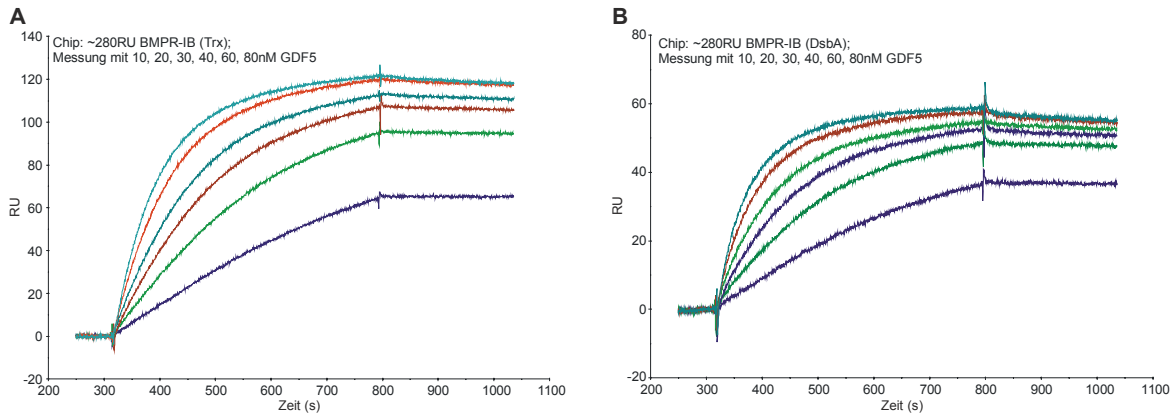 A
Chip: ~280RU BMPR-IB (Trx);
Messung mit 10, 20, 30, 40, 60, 80nM GDF5
140
120
100
80
60
40
20
0
-20
RU
200 300 400 500 600 700 800 900 1000 1100
Zeit (s)
B
Chip: ~280RU BMPR-IB (DsbA);
Messung mit 10, 20, 30, 40, 60, 80nM GDF5
80
60
40
20
0
-20
RU
200 300 400 500 600 700 800 900 1000 1100
Zeit (s)